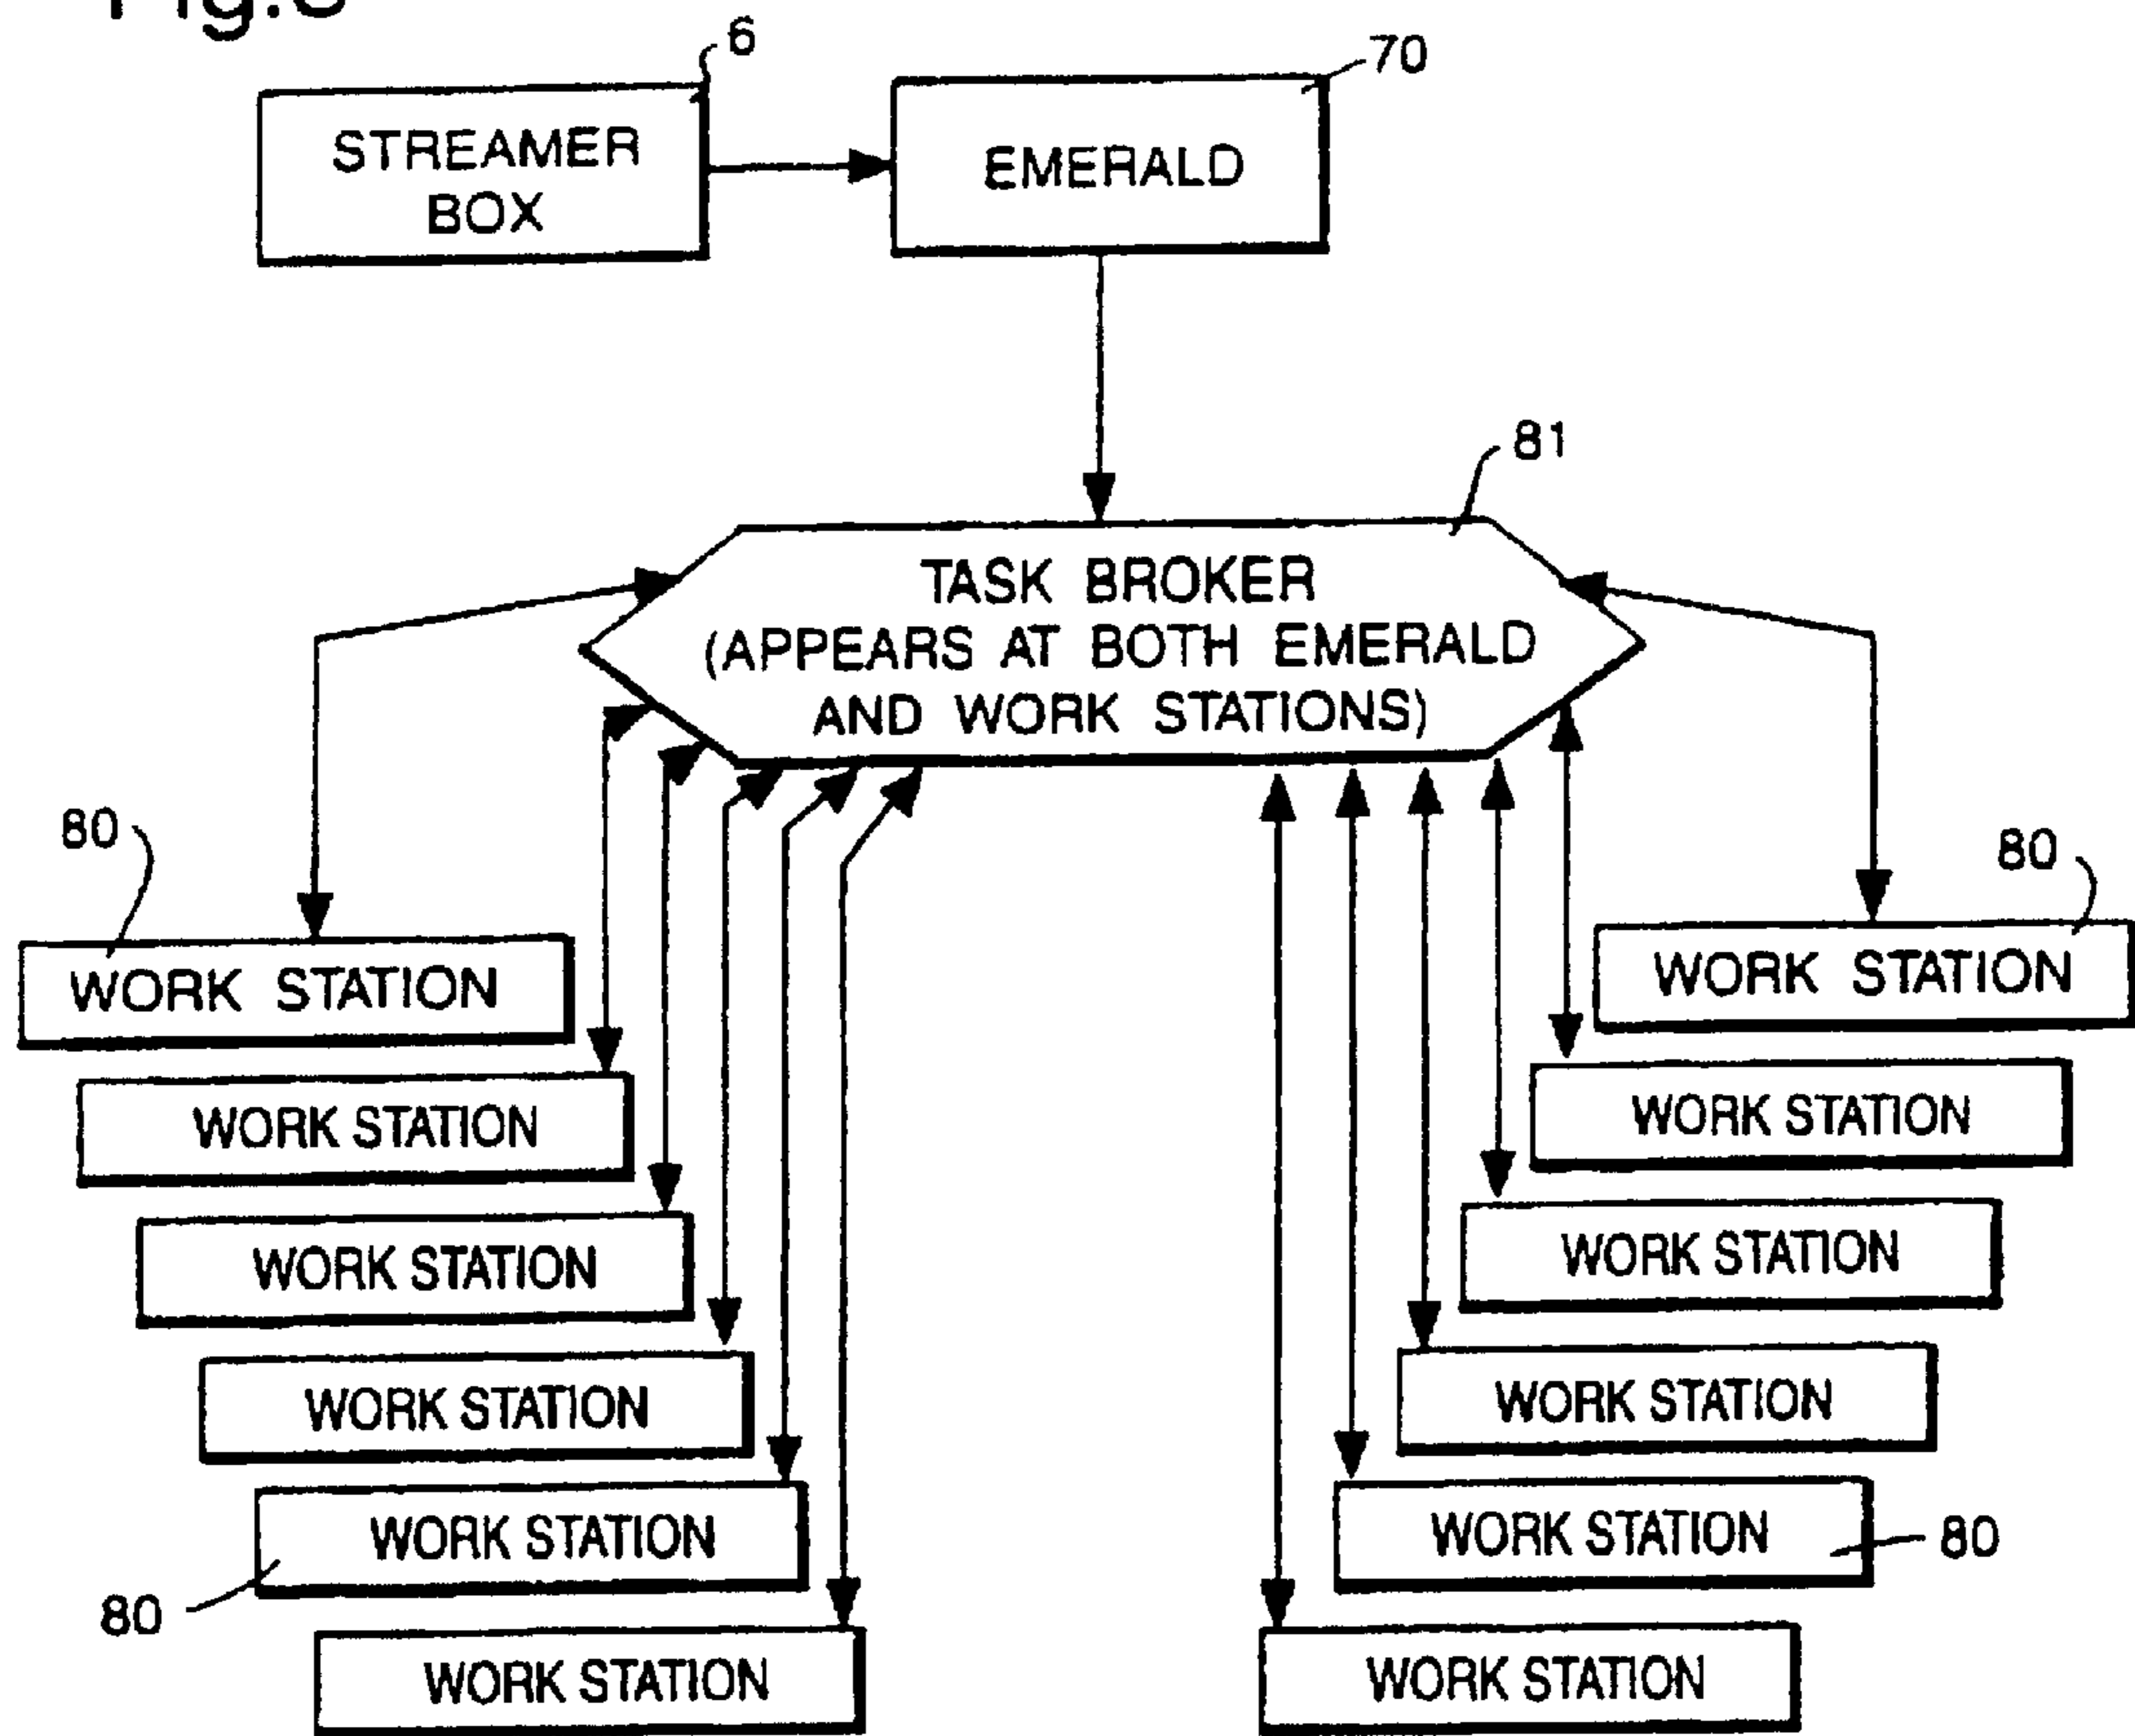 6
70
STREAMER
BOX
EMERALD
81
TASK BROKER
(APPEARS AT BOTH EMERALD
AND WORK STATIONS)
80
80
WORK STATION
WORK STATION
WORK STATION
WORK STATION
WORK STATION
WORK STATION
WORK STATION
WORK STATION
WORK STATION
WORK STATION
80
80
WORK STATION
WORK STATION